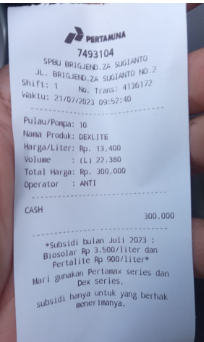 PERTAMINA
7493104
SPBU BRIGJEND.ZA SUGIANTO
JL. BRIGJEND.ZA SUGIANTO NO.2
Shift: 1 No. Trans: 4136172
Waktu: 21/07/2023 09:57:40
Pulau/Pompa: 10
Nama Produk: DEXLITE
Harga/Liter: Rp. 13.400
Volume : (L) 22.380
Total Harga: Rp. 300.000
Operator : ANTI
CASH
300.000
*Subsidi bulan Juli 2023 :
Biosolar Rp 3.500/liter dan
Pertalite Rp 900/liter*
Mari gunakan Pertamax series dan
Dex series,
subsidi hanya untuk yang berhak
menerimanya.